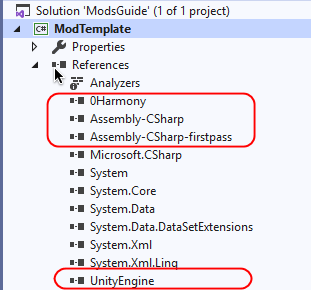 Solution 'ModsGuide' (1 of 1 project)
C# ModTemplate
Properties
References
Analyzers
0Harmony
Assembly-CSharp
Assembly-CSharp-firstpass
Microsoft.CSharp
System
System.Core
System.Data
System.Data.DataSetExtensions
System.Xml
System.Xml.Linq
UnityEngine